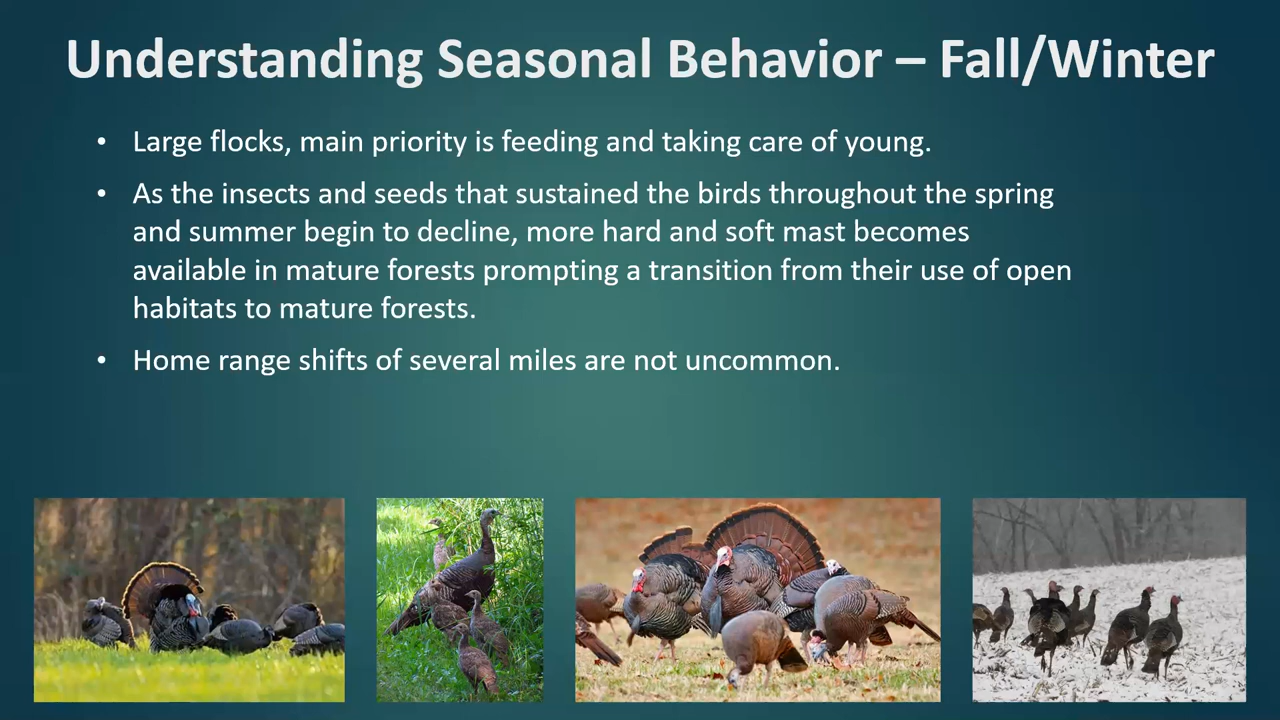 Understanding Seasonal Behavior – Fall/Winter
• Large flocks, main priority is feeding and taking care of young.
• As the insects and seeds that sustained the birds throughout the spring
and summer begin to decline, more hard and soft mast becomes
available in mature forests prompting a transition from their use of open
habitats to mature forests.
• Home range shifts of several miles are not uncommon.